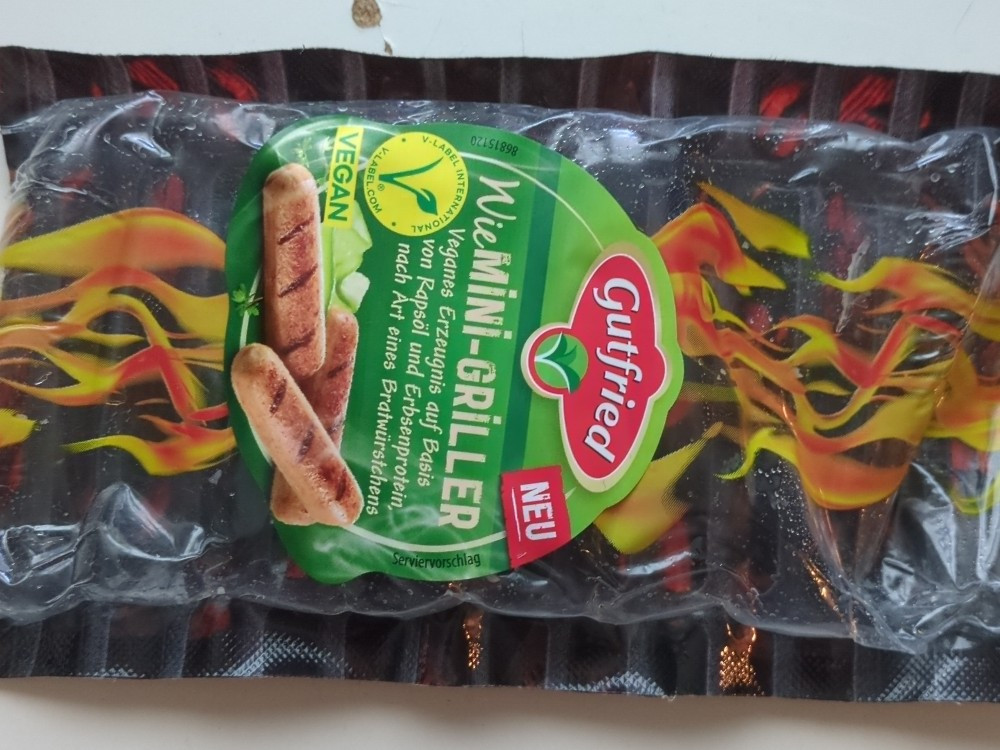 Gutfried
NEU
Wie
MiNi-GRiLLER
Veganes Erzeugnis auf Basis
von Rapsöl und Erbsenprotein,
nach Art eines Bratwürstchens
V-LABEL INTERNATIONAL
V-LABEL.COM
®
VEGAN
Serviervorschlag
86815120